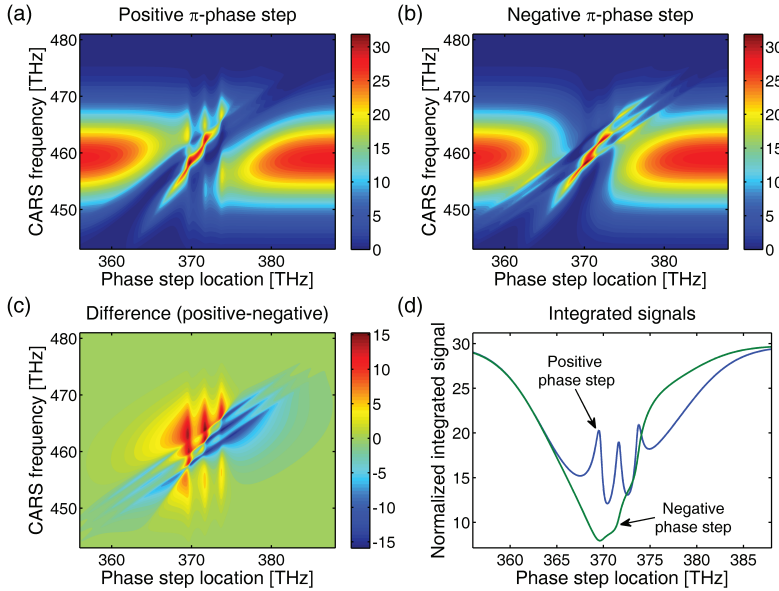 (a) Positive π-phase step
CARS frequency [THz]
480
470
460
450
360 370 380
Phase step location [THz]
30
25
20
15
10
5
0
(b) Negative π-phase step
CARS frequency [THz]
480
470
460
450
360 370 380
Phase step location [THz]
30
25
20
15
10
5
0
(c) Difference (positive-negative)
CARS frequency [THz]
480
470
460
450
360 370 380
Phase step location [THz]
15
10
5
0
-5
-10
-15
(d) Integrated signals
Normalized integrated signal
30
25
20
15
10
Positive
phase step
Negative
phase step
360 365 370 375 380 385
Phase step location [THz]